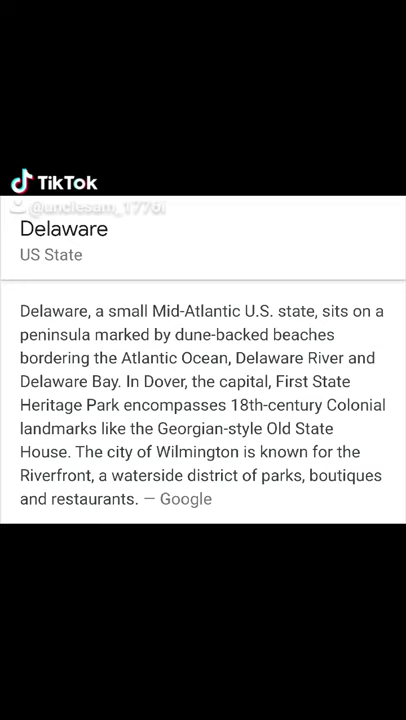 TikTok
@unclesam_1776i
Delaware
US State
Delaware, a small Mid-Atlantic U.S. state, sits on a
peninsula marked by dune-backed beaches
bordering the Atlantic Ocean, Delaware River and
Delaware Bay. In Dover, the capital, First State
Heritage Park encompasses 18th-century Colonial
landmarks like the Georgian-style Old State
House. The city of Wilmington is known for the
Riverfront, a waterside district of parks, boutiques
and restaurants. — Google